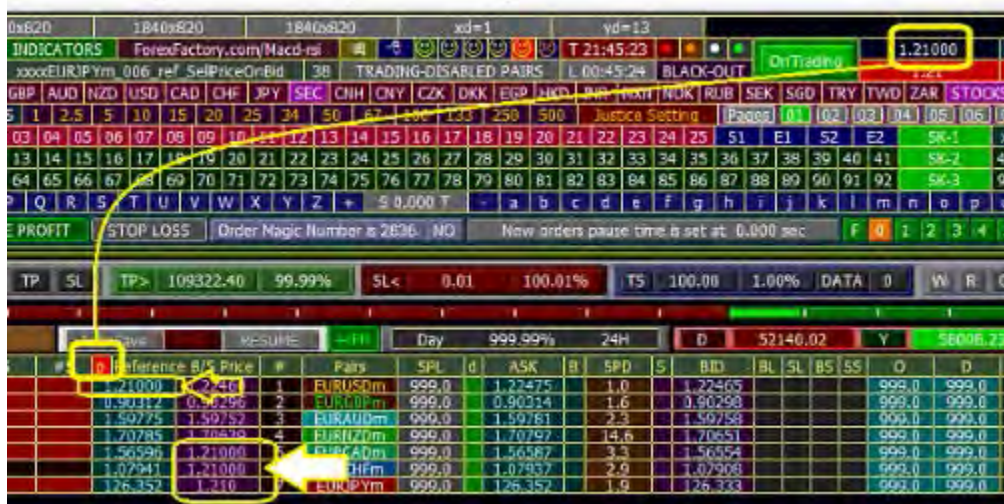 0x820 1840x820 1840x820 xd=1 yd=13
INDICATORS ForexFactory.com/Macd-rsi T 21:45:23 1.21000
xxxxEURJPYm_006_ref_SelPriceOnBid 38 TRADING-DISABLED PAIRS L 00:45:24 BLACK-OUT OnTrading 1.21
GBP AUD NZD USD CAD CHF JPY SEC CNH CNY CZK DKK EGP HKD INR MXN NOK RUB SEK SGD TRY TWD ZAR STOCK
1 2.5 5 10 15 20 25 34 50 67 100 133 250 500 Justice Setting Pages 01 02 03 04 05 06
03 04 05 06 07 08 09 10 11 12 13 14 15 16 17 18 19 20 21 22 23 24 25 S1 E1 S2 E2 SK-1
13 14 15 16 17 18 19 20 21 22 23 24 25 26 27 28 29 30 31 32 33 34 35 36 37 38 39 40 41 SK-2
64 65 66 67 68 69 70 71 72 73 74 75 76 77 78 79 80 81 82 83 84 85 86 87 88 89 90 91 92 SK-3
P Q R S T U V W X Y Z + S 0.000 T - a b c d e f g h i j k l m n o p
E PROFIT STOP LOSS Order Magic Number is 2836 NO New orders pause time is set at 0.000 sec F 0 1 2 3 4
TP SL TP> 109322.40 99.99% SL< 0.01 100.01% TS 100.00 1.00% DATA 0 W R
RESUME Day 999.99% 24H D 52140.02 Y 56006.23
Reference B/S Price # Pairs SPL d ASK B SPD S BID BL SL BS SS O D
1.21000 1 EURUSDm 999.0 1.22475 1.0 1.22465 999.0 999.0
2 EURGBPm 999.0 0.90314 1.6 0.90298 999.0 999.0
1.59775 1.59752 3 EURAUDm 999.0 1.59781 2.3 1.59758 999.0 999.0
1.70785 4 EURNZDm 999.0 1.70797 14.6 1.70651 999.0 999.0
1.56596 1.21000 EURCADm 999.0 1.56587 3.3 1.56554 999.0 999.0
1.07941 1.21000 CHFm 999.0 1.07937 2.9 1.07908 999.0 999.0
126.352 1.210 EURJPYm 999.0 126.352 1.9 126.333 999.0 999.0